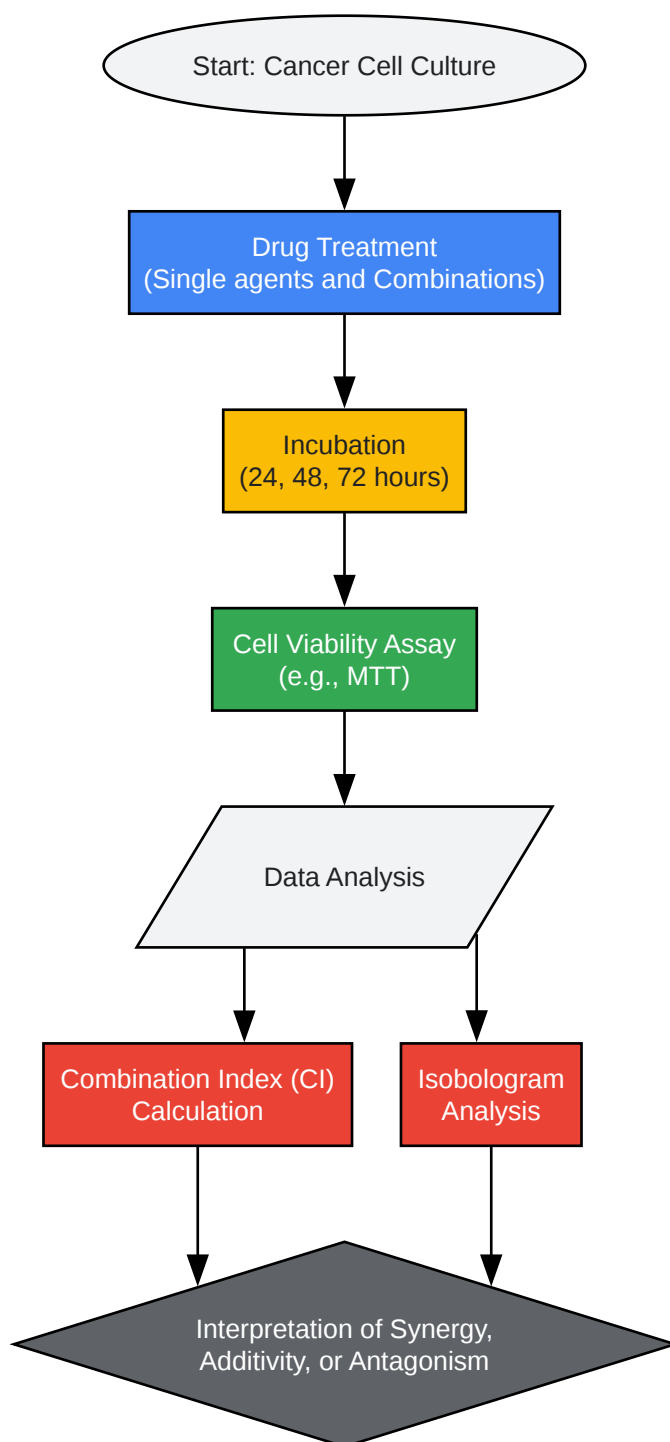 Start: Cancer Cell Culture
Drug Treatment
(Single agents and Combinations)
Incubation
(24, 48, 72 hours)
Cell Viability Assay
(e.g., MTT)
Data Analysis
Combination Index (CI)
Calculation
Isobologram
Analysis
Interpretation of Synergy,
Additivity, or Antagonism